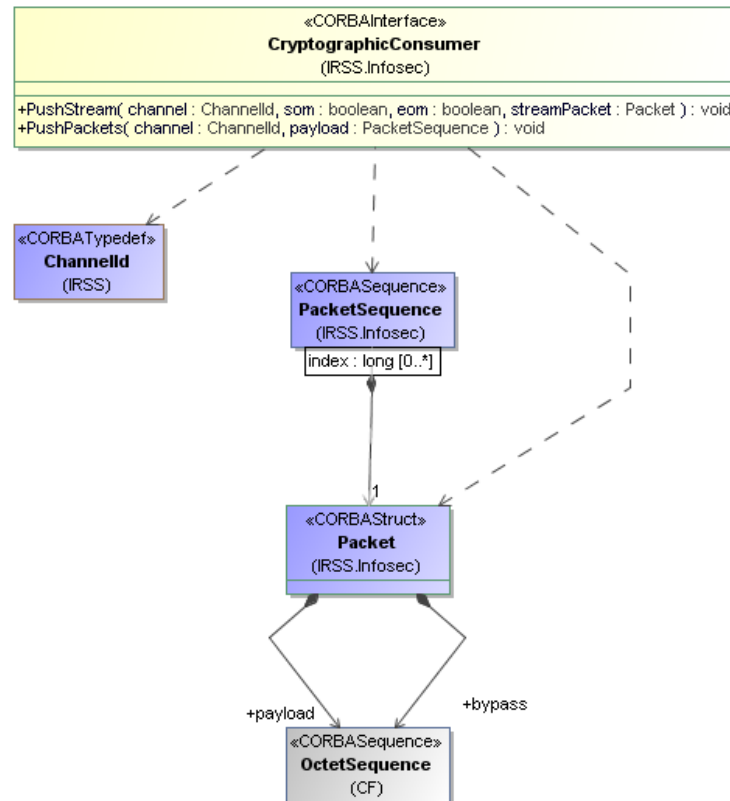 «CORBAInterface»
CryptographicConsumer
(IRSS.Infosec)
+PushStream( channel : ChannelId, som : boolean, eom : boolean, streamPacket : Packet ) : void
+PushPackets( channel : ChannelId, payload : PacketSequence ) : void
«CORBATypedef»
ChannelId
(IRSS)
«CORBASequence»
PacketSequence
(IRSS.Infosec)
index : long [0..*]
1
«CORBAStruct»
Packet
(IRSS.Infosec)
+payload
+bypass
«CORBASequence»
OctetSequence
(CF)